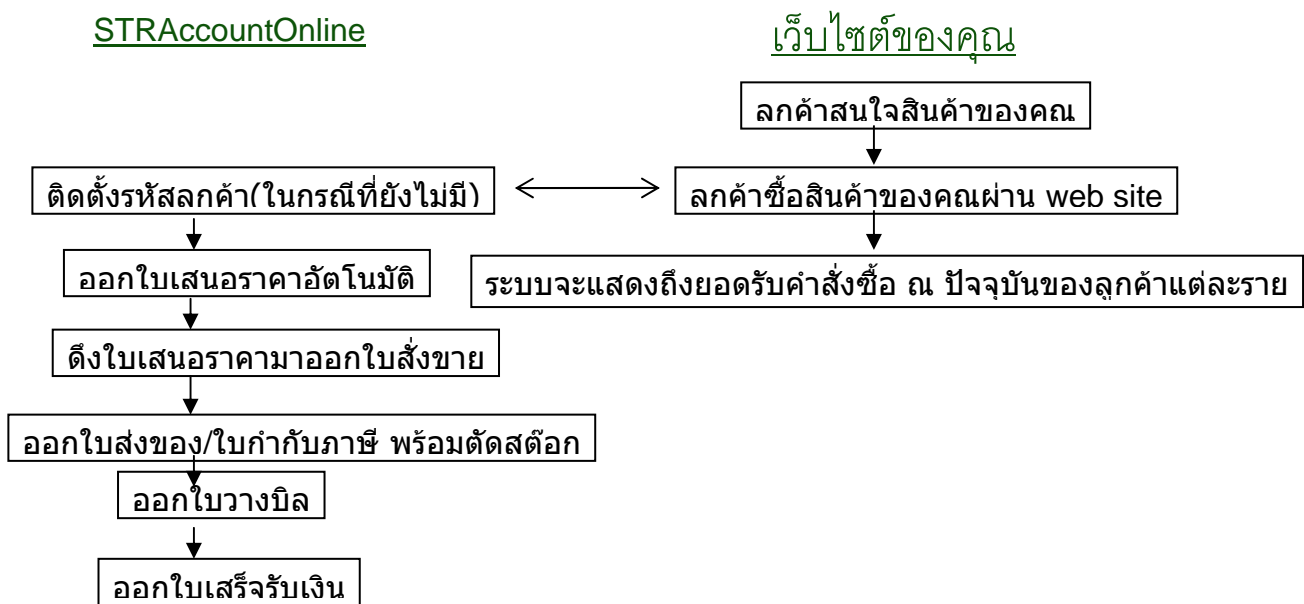 STRAccountOnline
เว็บไซต์ของคุณ
ลูกค้าสนใจสินค้าของคุณ
ติดตั้งรหัสลูกค้า(ในกรณีที่ยังไม่มี)
ลูกค้าซื้อสินค้าของคุณผ่าน web site
ออกใบเสนอราคาอัตโนมัติ
ระบบจะแสดงถึงยอดรับคำสั่งซื้อ ณ ปัจจุบันของลูกค้าแต่ละราย
ดึงใบเสนอราคามาออกใบสั่งขาย
ออกใบส่งของ/ใบกำกับภาษี พร้อมตัดสต๊อก
ออกใบวางบิล
ออกใบเสร็จรับเงิน